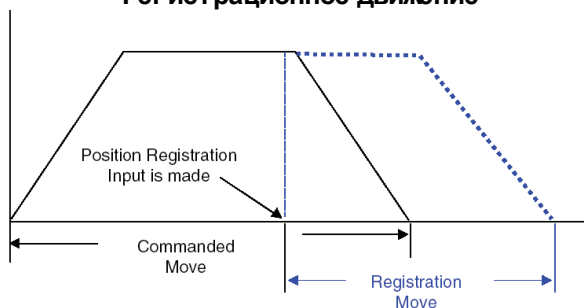 Регистрационное движение
Position Registration
Input is made
Commanded
Move
Registration
Move